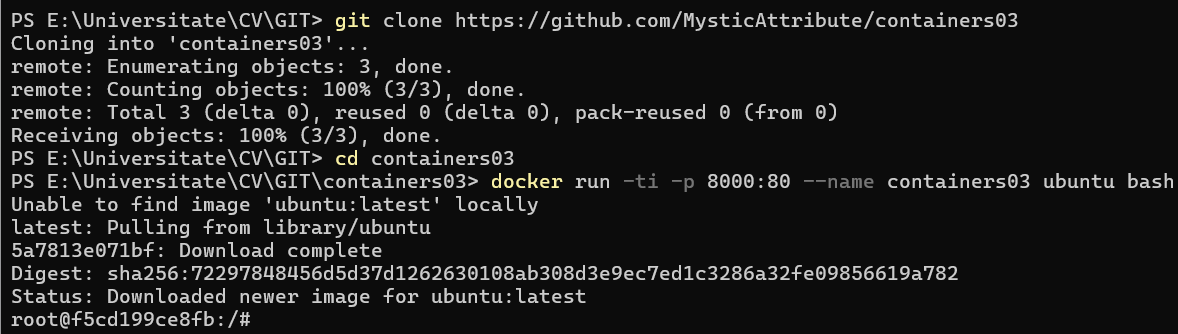 PS E:\Universitate\CV\GIT> git clone https://github.com/MysticAttribute/containers03
Cloning into 'containers03'...
remote: Enumerating objects: 3, done.
remote: Counting objects: 100% (3/3), done.
remote: Total 3 (delta 0), reused 0 (delta 0), pack-reused 0 (from 0)
Receiving objects: 100% (3/3), done.
PS E:\Universitate\CV\GIT> cd containers03
PS E:\Universitate\CV\GIT\containers03> docker run -ti -p 8000:80 --name containers03 ubuntu bash
Unable to find image 'ubuntu:latest' locally
latest: Pulling from library/ubuntu
5a7813e071bf: Download complete
Digest: sha256:72297848456d5d37d1262630108ab308d3e9ec7ed1c3286a32fe09856619a782
Status: Downloaded newer image for ubuntu:latest
root@f5cd199ce8fb:/#